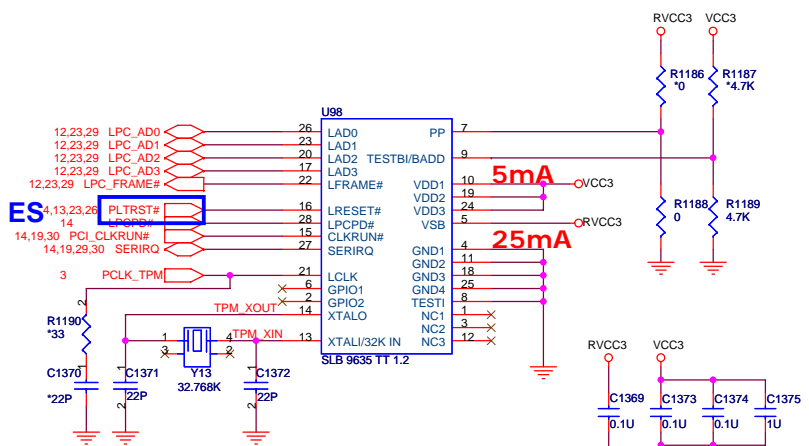 RVCC3 VCC3
R1186 *0 R1187 *4.7K
U98
12,23,29 LPC_AD0 26 LAD0 PP 7
12,23,29 LPC_AD1 23 LAD1
12,23,29 LPC_AD2 20 LAD2 TESTBI/BADD 9
12,23,29 LPC_AD3 17 LAD3
12,23,29 LPC_FRAME# 22 LFRAME# VDD1 10 5mA VCC3
VDD2 19
ES 4,13,23,26 PLTRST# 16 LRESET# VDD3 24
14 LPCPD# 28 LPCPD# VSB 5 RVCC3
14,19,30 PCI_CLKRUN# 15 CLKRUN#
14,19,29,30 SERIRQ 27 SERIRQ GND1 4 25mA
R1188 0 R1189 4.7K
GND2 11
3 PCLK_TPM 21 LCLK GND3 18
6 GPIO1 GND4 25
2 GPIO2 TESTI 8
TPM_XOUT 14 XTALO NC1 1
NC2 3
TPM_XIN 13 XTALI/32K IN NC3 12
SLB 9635 TT 1.2
2 R1190 *33 1
1 4
3 2
Y13
32.768K
C1370 *22P 1 2
C1371 22P 1 2
C1372 22P 1 2
RVCC3 VCC3
C1369 0.1U C1373 0.1U C1374 0.1U C1375 1U